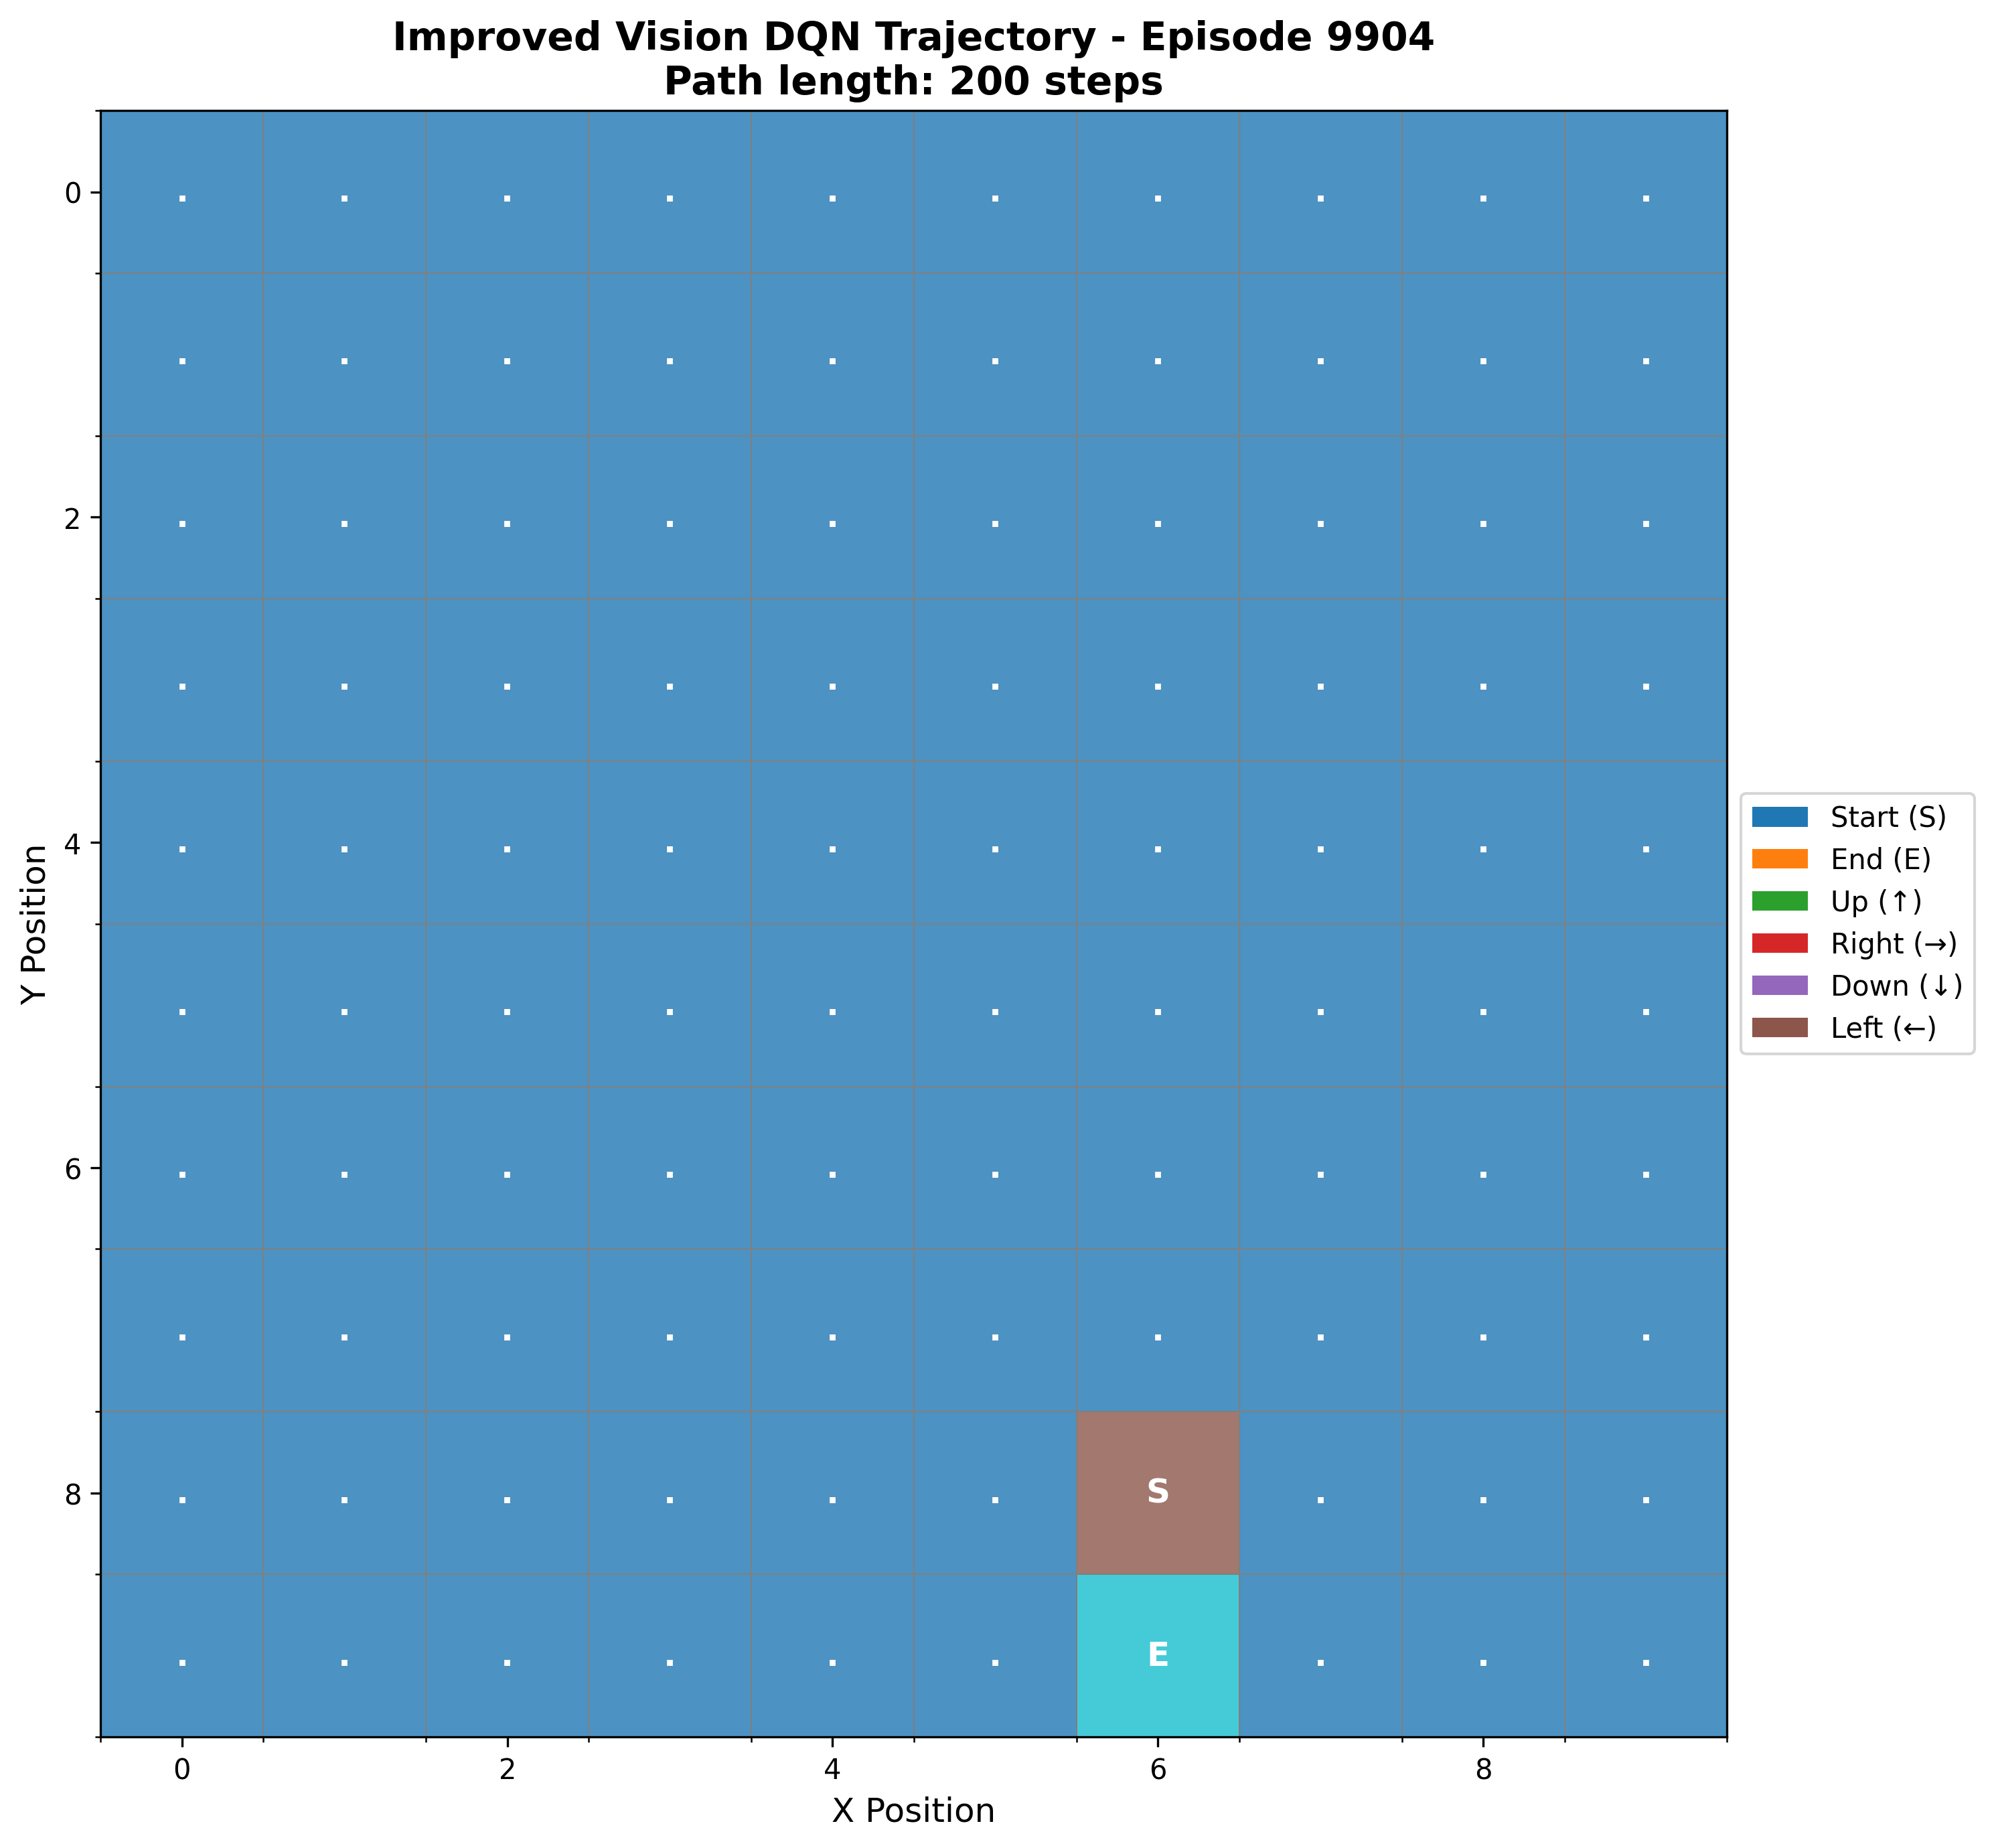 Improved Vision DQN Trajectory - Episode 9904
Path length: 200 steps
0
2
4
6
8
Y Position
S
E
0 2 4 6 8
X Position
Start (S)
End (E)
Up (↑)
Right (→)
Down (↓)
Left (←)